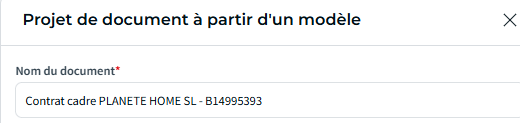 Projet de document à partir d'un modèle
Nom du document*
Contrat cadre PLANETE HOME SL - B14995393